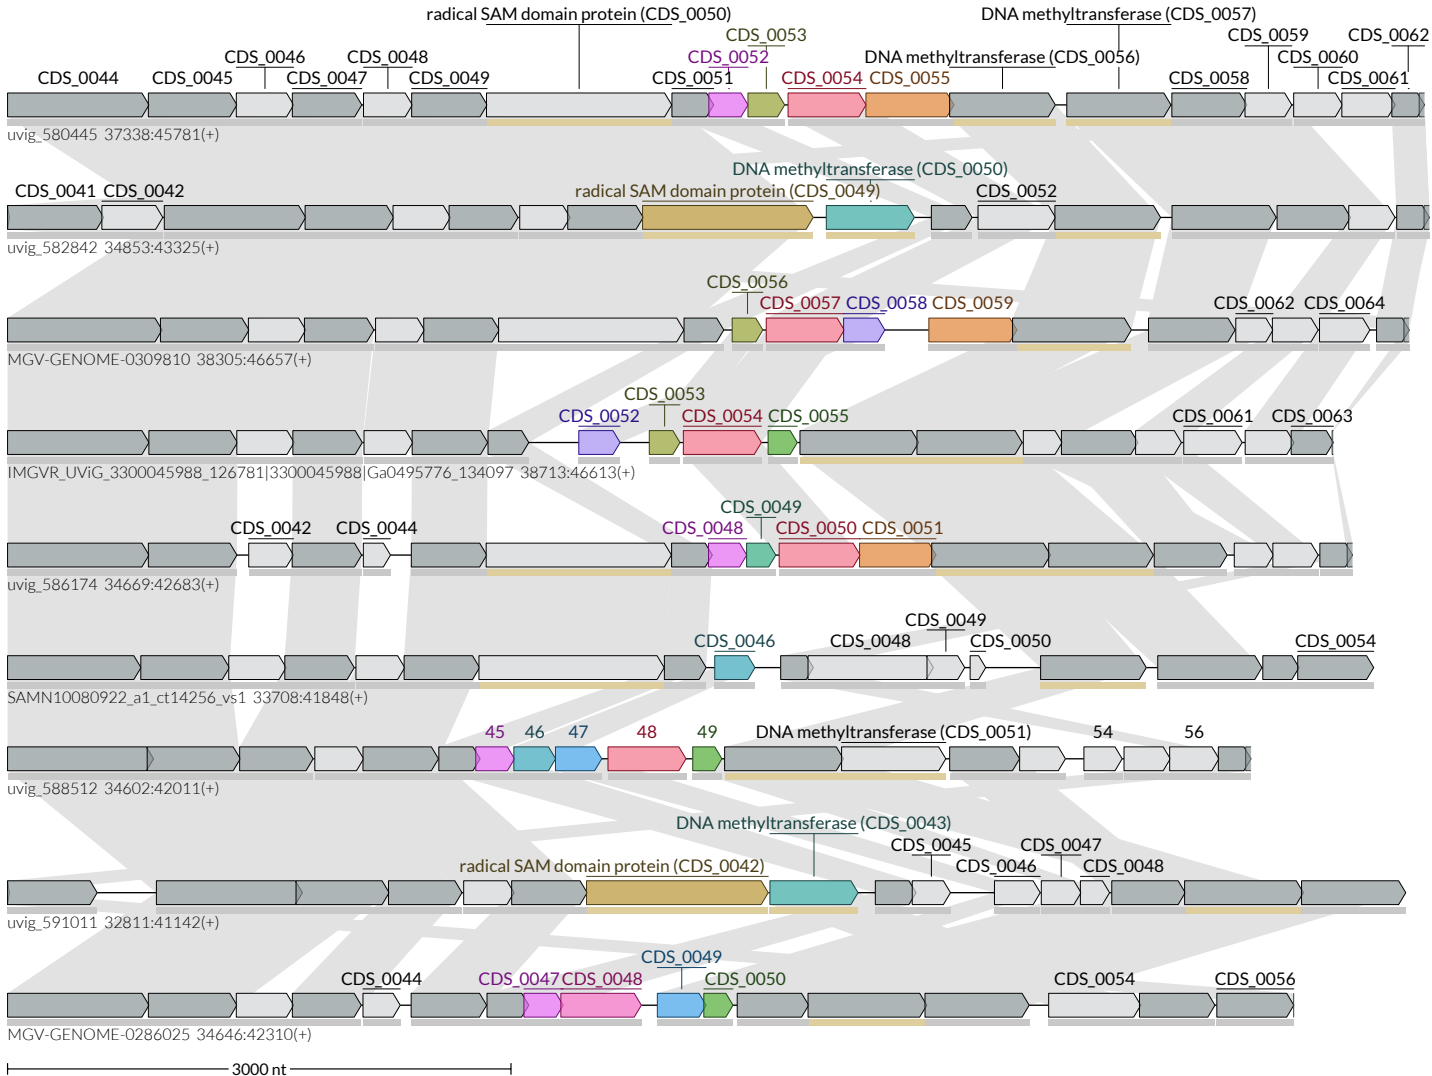 radical SAM domain protein (CDS_0050) DNA methyltransferase (CDS_0057)
CDS_0053 CDS_0059 CDS_0062
CDS_0046 CDS_0048 CDS_0052 DNA methyltransferase (CDS_0056) CDS_0060
CDS_0044 CDS_0045 CDS_0047 CDS_0049 CDS_0051 CDS_0054 CDS_0055 CDS_0058 CDS_0061
uvig_580445 37338:45781(+)
DNA methyltransferase (CDS_0050)
CDS_0041 CDS_0042 radical SAM domain protein (CDS_0049) CDS_0052
uvig_582842 34853:43325(+)
CDS_0056
CDS_0057 CDS_0058 CDS_0059 CDS_0062 CDS_0064
MGV-GENOME-0309810 38305:46657(+)
CDS_0053
CDS_0052 CDS_0054 CDS_0055 CDS_0061 CDS_0063
IMGVR_UViG_3300045988_126781|3300045988|Ga0495776_134097 38713:46613(+)
CDS_0049
CDS_0042 CDS_0044 CDS_0048 CDS_0050 CDS_0051
uvig_586174 34669:42683(+)
CDS_0049
CDS_0046 CDS_0048 CDS_0050 CDS_0054
SAMN10080922_a1_ct14256_vs1 33708:41848(+)
45 46 47 48 49 DNA methyltransferase (CDS_0051) 54 56
uvig_588512 34602:42011(+)
DNA methyltransferase (CDS_0043)
CDS_0045 CDS_0047
radical SAM domain protein (CDS_0042) CDS_0046 CDS_0048
uvig_591011 32811:41142(+)
CDS_0049
CDS_0044 CDS_0047 CDS_0048 CDS_0050 CDS_0054 CDS_0056
MGV-GENOME-0286025 34646:42310(+)
3000 nt